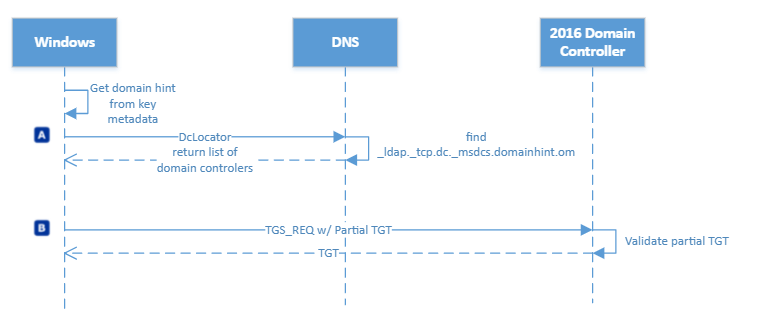 Windows
DNS
2016 Domain
Controller
Get domain hint
from key
metadata
A
DcLocator
find
_ldap._tcp.dc._msdcs.domainhint.om
return list of
domain controlers
B
TGS_REQ w/ Partial TGT
Validate partial TGT
TGT